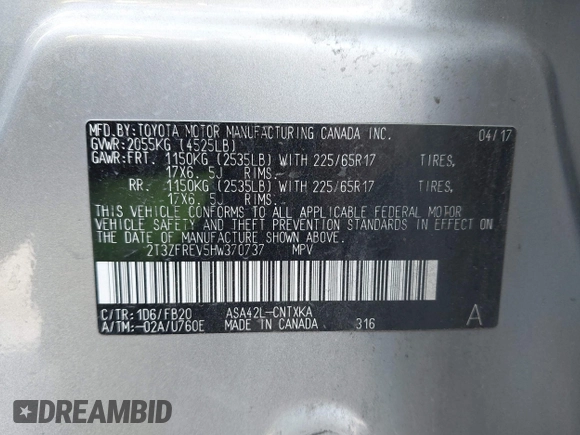 MFD.BY:TOYOTA MOTOR MANUFACTURING CANADA INC. 04/17
GVWR:2055KG (4525LB)
GAWR:FRT. 1150KG (2535LB) WITH 225/65R17 TIRES,
17X6.5J RIMS.-
RR. 1150KG (2535LB) WITH 225/65R17 TIRES,
17X6.5J RIMS.-
THIS VEHICLE CONFORMS TO ALL APPLICABLE FEDERAL MOTOR
VEHICLE SAFETY AND THEFT PREVENTION STANDARDS IN EFFECT ON
THE DATE OF MANUFACTURE SHOWN ABOVE.
2T3ZFREV5HW370737 MPV
C/TR:1D6/FB20 ASA42L-CNTXKA A
A/TM:-02A/U760E MADE IN CANADA 316
DREAMBID